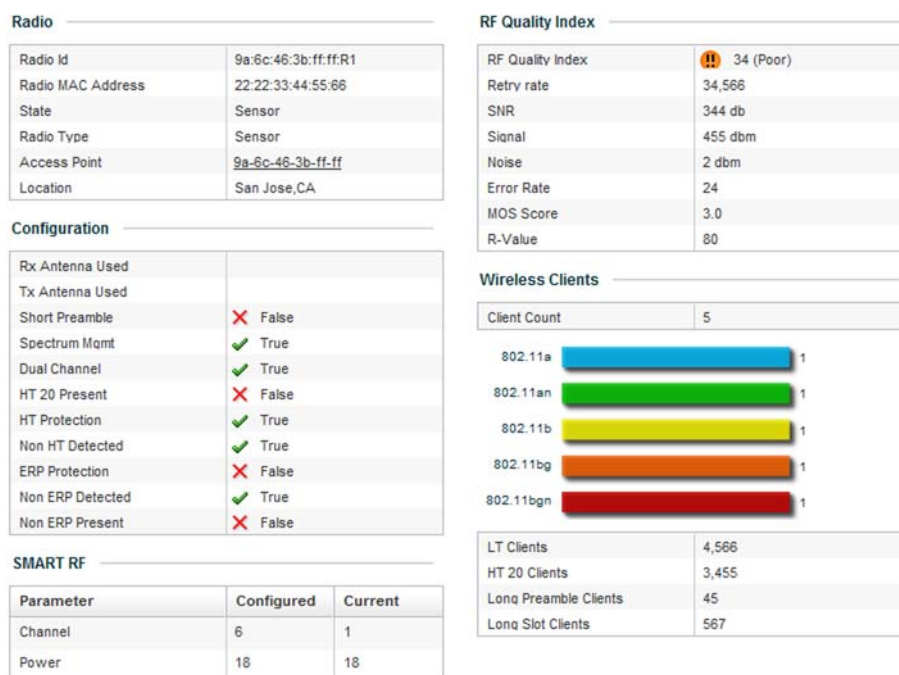 Radio
Radio Id 9a:6c:46:3b:ff:ff:R1
Radio MAC Address 22:22:33:44:55:66
State Sensor
Radio Type Sensor
Access Point 9a-6c-46-3b-ff-ff
Location San Jose,CA
Configuration
Rx Antenna Used
Tx Antenna Used
Short Preamble False
Spectrum Mgmt True
Dual Channel True
HT 20 Present False
HT Protection True
Non HT Detected True
ERP Protection False
Non ERP Detected True
Non ERP Present False
SMART RF
Parameter Configured Current
Channel 6 1
Power 18 18
RF Quality Index
RF Quality Index 34 (Poor)
Retry rate 34,566
SNR 344 db
Signal 455 dbm
Noise 2 dbm
Error Rate 24
MOS Score 3.0
R-Value 80
Wireless Clients
Client Count 5
802.11a 1
802.11an 1
802.11b 1
802.11bg 1
802.11bgn 1
LT Clients 4,566
HT 20 Clients 3,455
Long Preamble Clients 45
Long Slot Clients 567